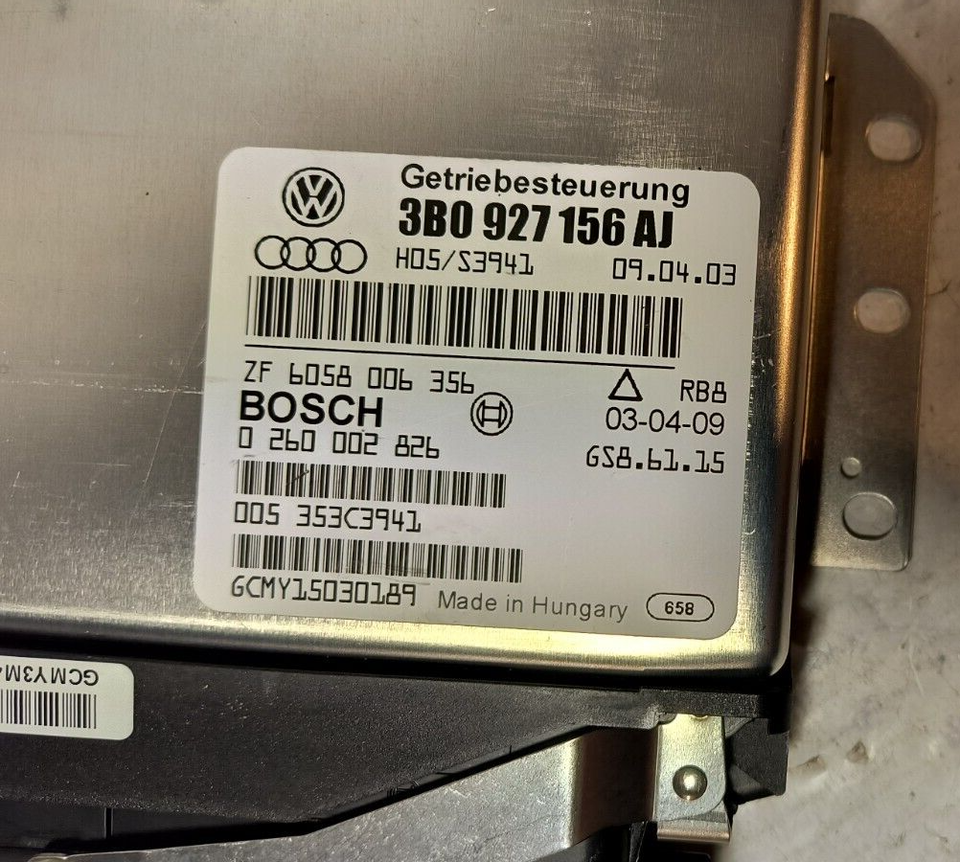 Getriebesteuerung
3B0 927 156 AJ
H05/S3941 09.04.03
ZF 6058 006 356 RB8
BOSCH 03-04-09
0 260 002 826 GS8.61.15
005 353C3941
GCMY15030189 Made in Hungary 658
GCMY3M